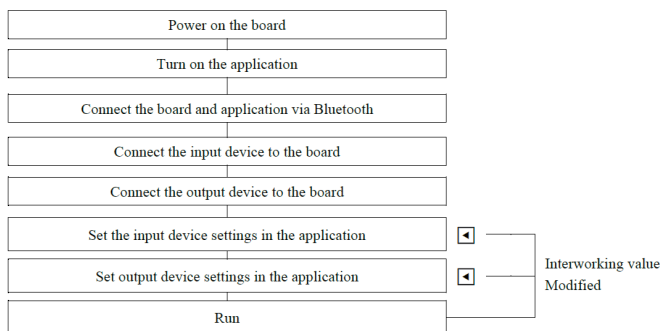 Power on the board
Turn on the application
Connect the board and application via Bluetooth
Connect the input device to the board
Connect the output device to the board
Set the input device settings in the application
Set output device settings in the application
Run
Interworking value
Modified